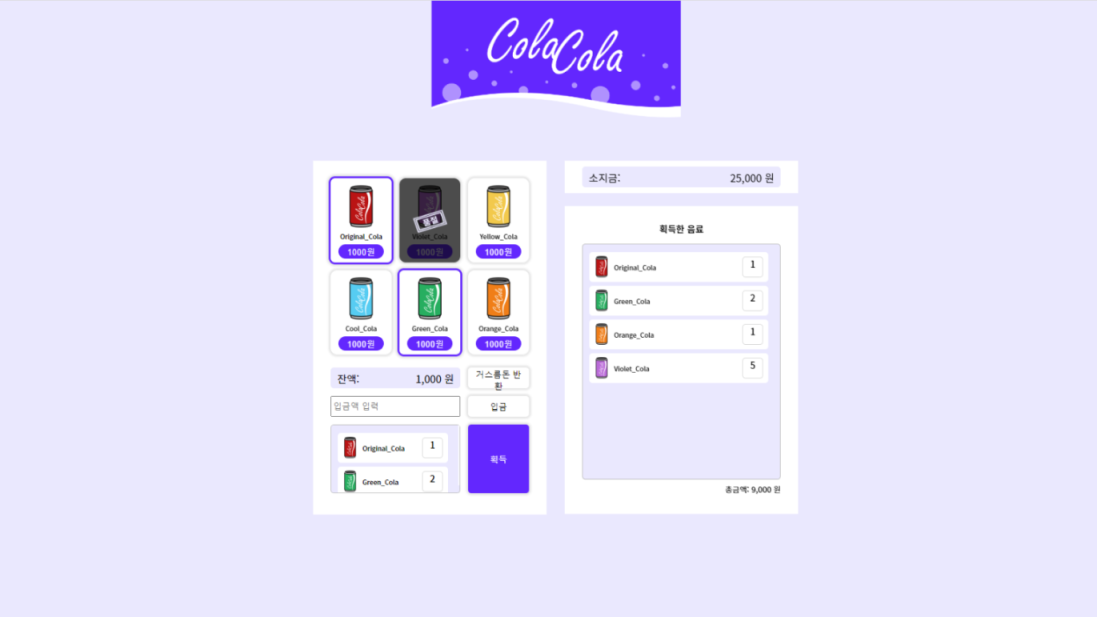 ColaCola
Original_Cola
1000원
품절
Violet_Cola
1000원
Yellow_Cola
1000원
Cool_Cola
1000원
Green_Cola
1000원
Orange_Cola
1000원
잔액: 1,000 원
거스름돈 반
환
입금액 입력
입금
Original_Cola 1
Green_Cola 2
획득
소지금: 25,000 원
획득한 음료
Original_Cola 1
Green_Cola 2
Orange_Cola 1
Violet_Cola 5
총금액: 9,000 원